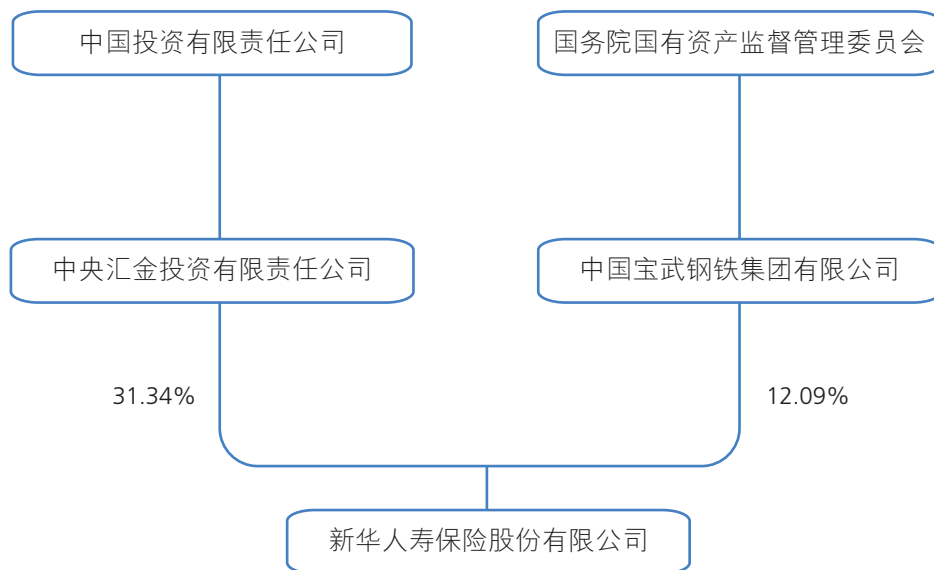 中国投资有限责任公司
国务院国有资产监督管理委员会
中央汇金投资有限责任公司
中国宝武钢铁集团有限公司
31.34%
12.09%
新华人寿保险股份有限公司